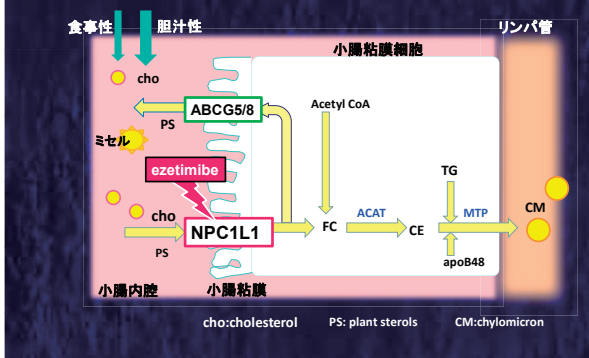 食事性
胆汁性
小腸粘膜細胞
リンパ管
cho
ABCG5/8
Acetyl CoA
PS
ミセル
ezetimibe
TG
cho
ACAT
MTP
CM
NPC1L1
FC
CE
PS
apoB48
小腸内腔
小腸粘膜
cho:cholesterol
PS: plant sterols
CM:chylomicron